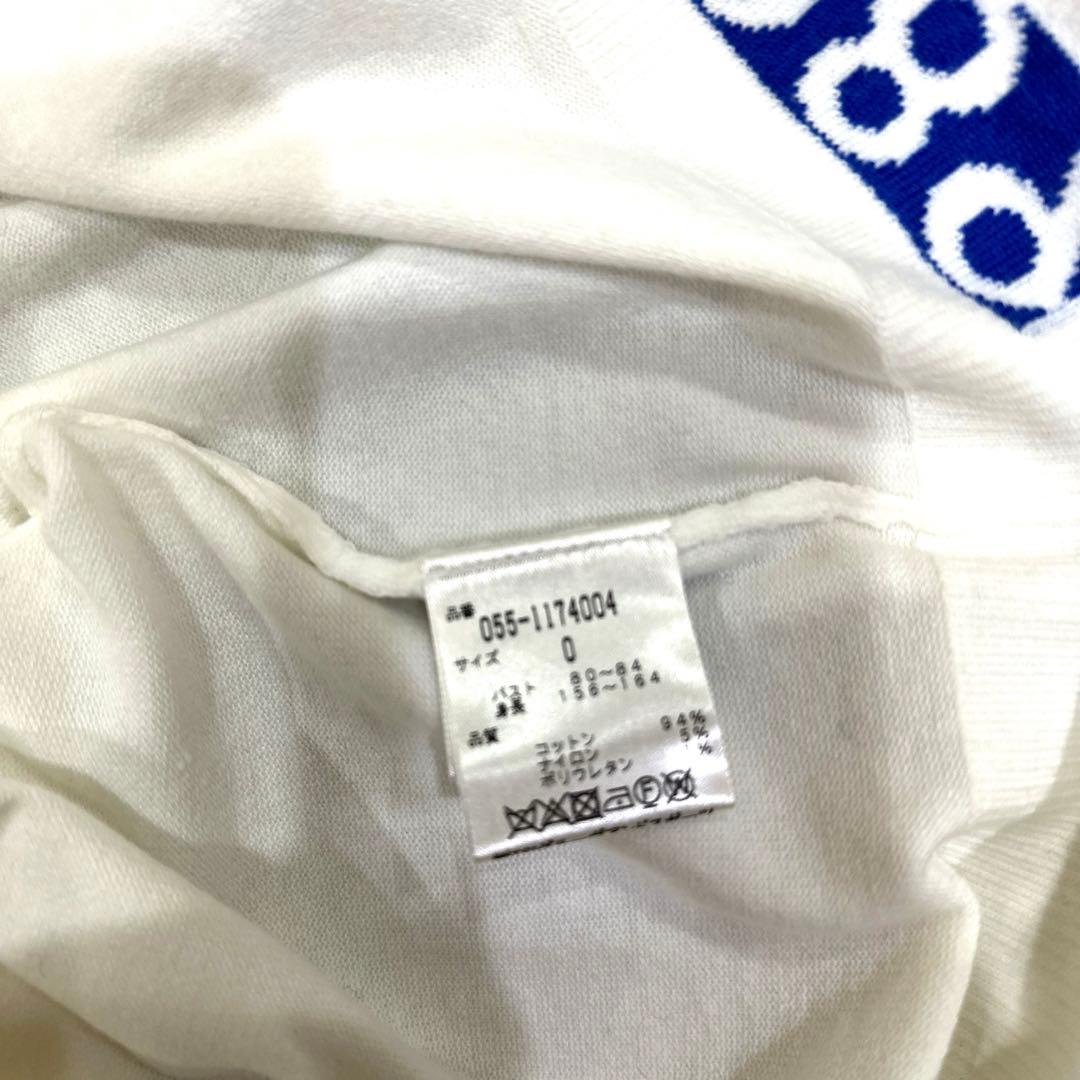 品番 055-1174004
サイズ 0
バスト 80〜84
身長 156〜164
品質
コットン 94%
ナイロン 5%
ポリウレタン 1%
F